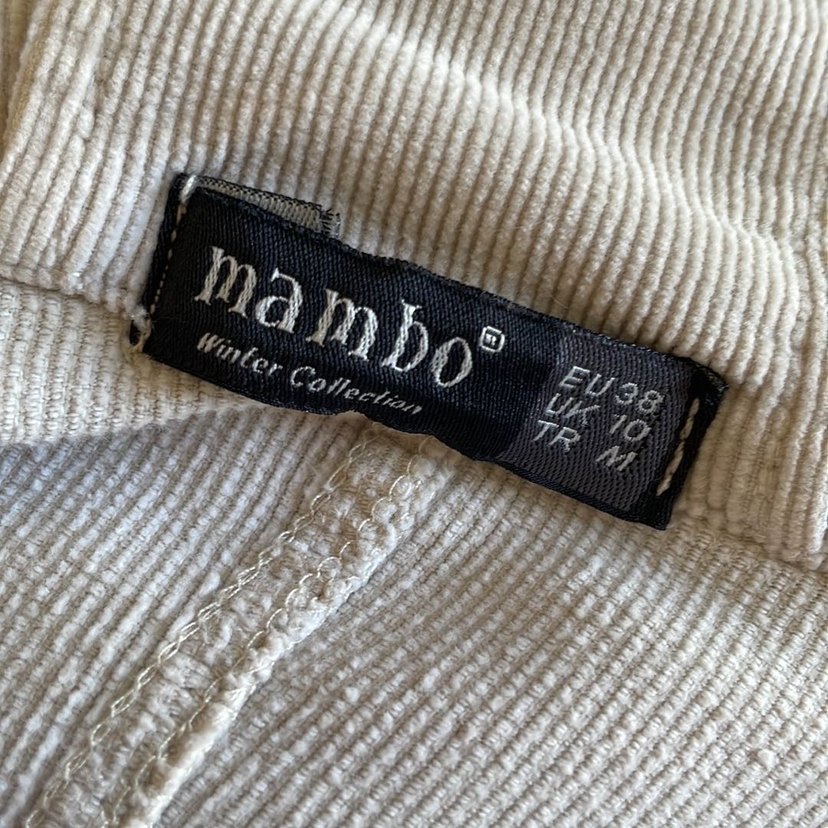 mambo
Winter Collection
EU 38
UK 10
TR M